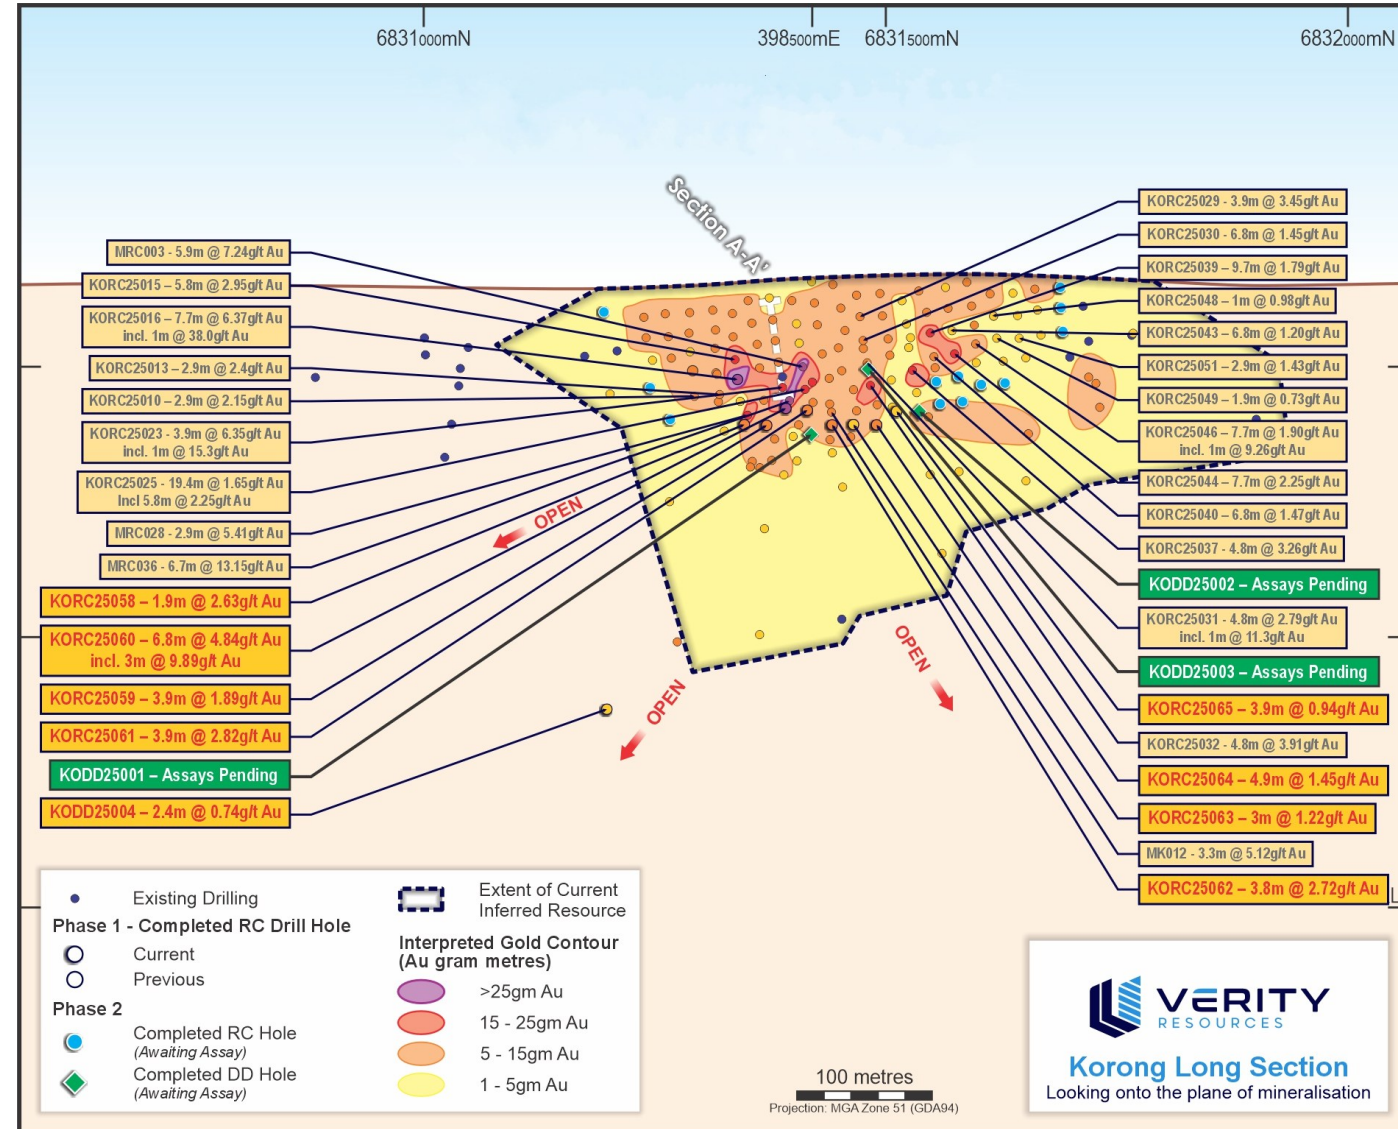 6831000mN
398500mE
6831500mN
6832000mN
Section A-A'
MRC003 - 5.9m @ 7.24g/t Au
KORC25015 – 5.8m @ 2.95g/t Au
KORC25016 – 7.7m @ 6.37g/t Au
incl. 1m @ 38.0g/t Au
KORC25013 – 2.9m @ 2.4g/t Au
KORC25010 – 2.9m @ 2.15g/t Au
KORC25023 - 3.9m @ 6.35g/t Au
incl. 1m @ 15.3g/t Au
KORC25025 - 19.4m @ 1.65g/t Au
Incl 5.8m @ 2.25g/t Au
MRC028 - 2.9m @ 5.41g/t Au
MRC036 - 6.7m @ 13.15g/t Au
KORC25058 – 1.9m @ 2.63g/t Au
KORC25060 – 6.8m @ 4.84g/t Au
incl. 3m @ 9.89g/t Au
KORC25059 – 3.9m @ 1.89g/t Au
KORC25061 – 3.9m @ 2.82g/t Au
KODD25001 – Assays Pending
KODD25004 – 2.4m @ 0.74g/t Au
OPEN
OPEN
OPEN
KORC25029 - 3.9m @ 3.45g/t Au
KORC25030 - 6.8m @ 1.45g/t Au
KORC25039 - 9.7m @ 1.79g/t Au
KORC25048 - 1m @ 0.98g/t Au
KORC25043 - 6.8m @ 1.20g/t Au
KORC25051 - 2.9m @ 1.43g/t Au
KORC25049 - 1.9m @ 0.73g/t Au
KORC25046 - 7.7m @ 1.90g/t Au
incl. 1m @ 9.26g/t Au
KORC25044 - 7.7m @ 2.25g/t Au
KORC25040 - 6.8m @ 1.47g/t Au
KORC25037 - 4.8m @ 3.26g/t Au
KODD25002 – Assays Pending
KORC25031 - 4.8m @ 2.79g/t Au
incl. 1m @ 11.3g/t Au
KODD25003 – Assays Pending
KORC25065 - 3.9m @ 0.94g/t Au
KORC25032 - 4.8m @ 3.91g/t Au
KORC25064 – 4.9m @ 1.45g/t Au
KORC25063 – 3m @ 1.22g/t Au
MK012 - 3.3m @ 5.12g/t Au
KORC25062 – 3.8m @ 2.72g/t Au
Existing Drilling
Phase 1 - Completed RC Drill Hole
Current
Previous
Phase 2
Completed RC Hole
(Awaiting Assay)
Completed DD Hole
(Awaiting Assay)
Extent of Current
Inferred Resource
Interpreted Gold Contour
(Au gram metres)
>25gm Au
15 - 25gm Au
5 - 15gm Au
1 - 5gm Au
100 metres
Projection: MGA Zone 51 (GDA94)
VERITY
RESOURCES
Korong Long Section
Looking onto the plane of mineralisation